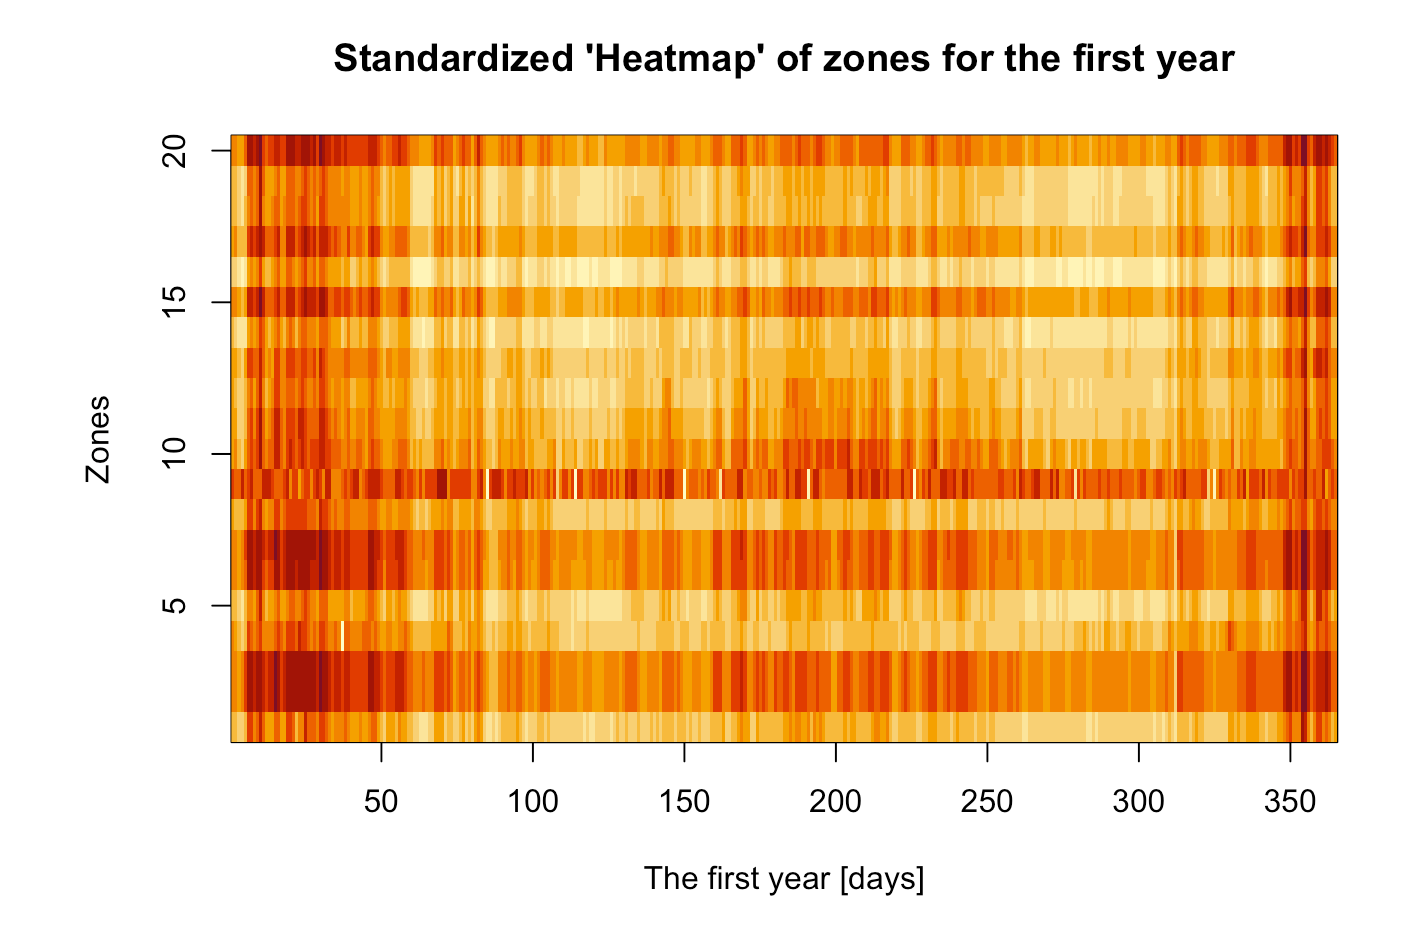 Standardized 'Heatmap' of zones for the first year
20
15
10
5
Zones
50 100 150 200 250 300 350
The first year [days]